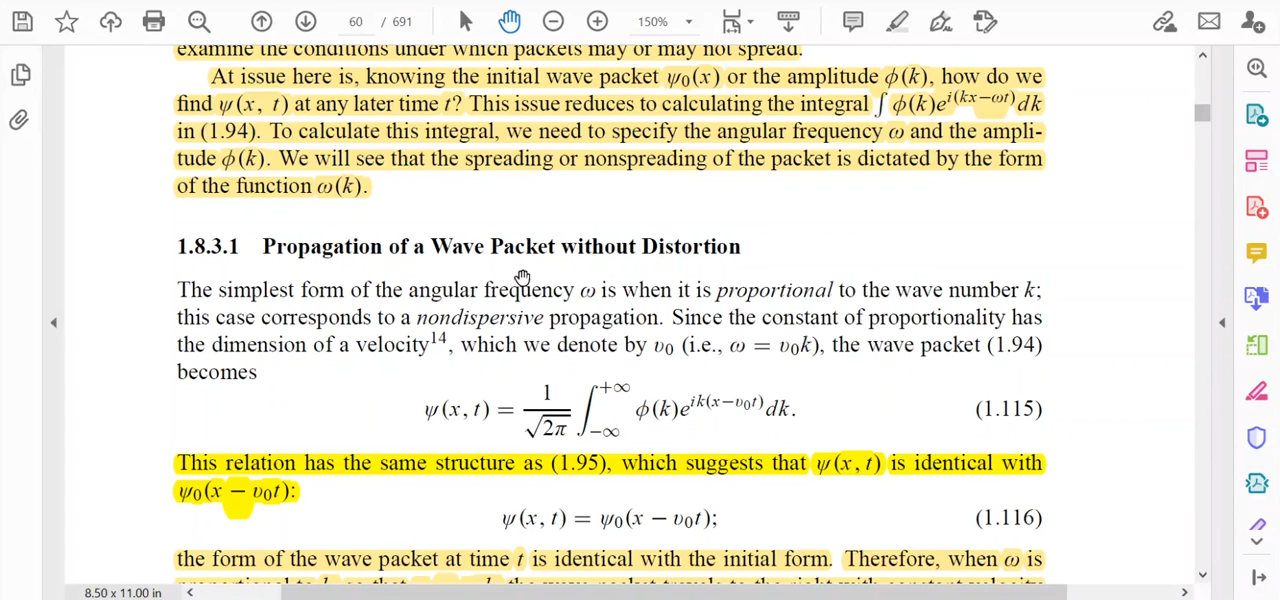 60 / 691
150%
examine the conditions under which packets may or may not spread.
At issue here is, knowing the initial wave packet ψ₀(x) or the amplitude ϕ(k), how do we
find ψ(x, t) at any later time t? This issue reduces to calculating the integral ∫ ϕ(k)e^{i(kx−ωt)}dk
in (1.94). To calculate this integral, we need to specify the angular frequency ω and the ampli-
tude ϕ(k). We will see that the spreading or nonspreading of the packet is dictated by the form
of the function ω(k).
1.8.3.1 Propagation of a Wave Packet without Distortion
The simplest form of the angular frequency ω is when it is proportional to the wave number k;
this case corresponds to a nondispersive propagation. Since the constant of proportionality has
the dimension of a velocity¹⁴, which we denote by υ₀ (i.e., ω = υ₀k), the wave packet (1.94)
becomes
ψ(x, t) = 1/√2π ∫_{−∞}^{+∞} ϕ(k)e^{ik(x−υ₀t)}dk. (1.115)
This relation has the same structure as (1.95), which suggests that ψ(x, t) is identical with
ψ₀(x − υ₀t):
ψ(x, t) = ψ₀(x − υ₀t); (1.116)
the form of the wave packet at time t is identical with the initial form. Therefore, when ω is
8.50 x 11.00 in